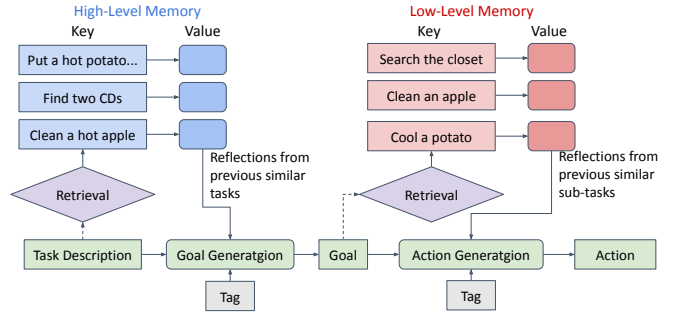 High-Level Memory
Key
Value
Put a hot potato...
Find two CDs
Clean a hot apple
Retrieval
Reflections from
previous similar
tasks
Task Description
Goal Generatgion
Tag
Low-Level Memory
Key
Value
Search the closet
Clean an apple
Cool a potato
Retrieval
Reflections from
previous similar
sub-tasks
Goal
Action Generatgion
Action
Tag